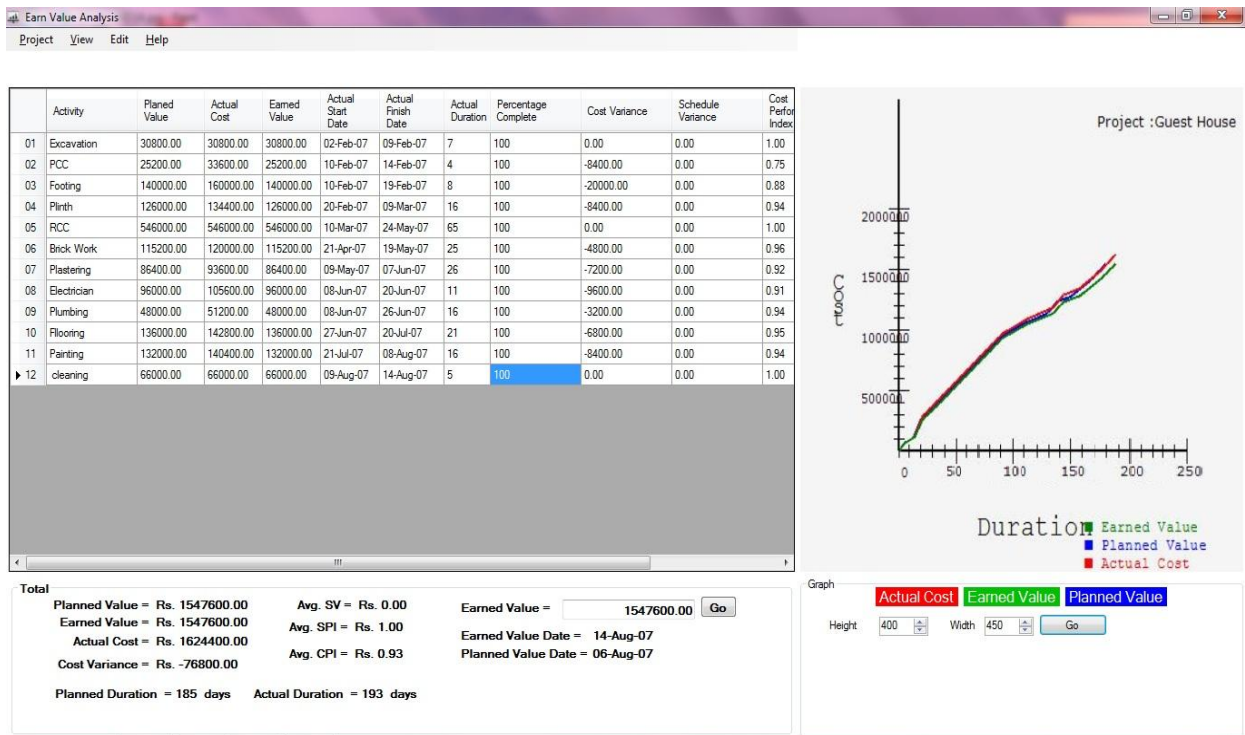 Earn Value Analysis
Project View Edit Help
Activity Planed Value Actual Cost Earned Value Actual Start Date Actual Finish Date Actual Duration Percentage Complete Cost Variance Schedule Variance Cost Perfor Index
01 Excavation 30800.00 30800.00 30800.00 02-Feb-07 09-Feb-07 7 100 0.00 0.00 1.00
02 PCC 25200.00 33600.00 25200.00 10-Feb-07 14-Feb-07 4 100 -8400.00 0.00 0.75
03 Footing 140000.00 160000.00 140000.00 10-Feb-07 19-Feb-07 8 100 -20000.00 0.00 0.88
04 Plinth 126000.00 134400.00 126000.00 20-Feb-07 09-Mar-07 16 100 -8400.00 0.00 0.94
05 RCC 546000.00 546000.00 546000.00 10-Mar-07 24-May-07 65 100 0.00 0.00 1.00
06 Brick Work 115200.00 120000.00 115200.00 21-Apr-07 19-May-07 25 100 -4800.00 0.00 0.96
07 Plastering 86400.00 93600.00 86400.00 09-May-07 07-Jun-07 26 100 -7200.00 0.00 0.92
08 Electrician 96000.00 105600.00 96000.00 08-Jun-07 20-Jun-07 11 100 -9600.00 0.00 0.91
09 Plumbing 48000.00 51200.00 48000.00 08-Jun-07 26-Jun-07 16 100 -3200.00 0.00 0.94
10 Fllooring 136000.00 142800.00 136000.00 27-Jun-07 20-Jul-07 21 100 -6800.00 0.00 0.95
11 Painting 132000.00 140400.00 132000.00 21-Jul-07 08-Aug-07 16 100 -8400.00 0.00 0.94
12 cleaning 66000.00 66000.00 66000.00 09-Aug-07 14-Aug-07 5 100 0.00 0.00 1.00
Project :Guest House
2000000
1500000
1000000
500000
Cost
0 50 100 150 200 250
Duration
Earned Value
Planned Value
Actual Cost
Total
Planned Value = Rs. 1547600.00
Earned Value = Rs. 1547600.00
Actual Cost = Rs. 1624400.00
Cost Variance = Rs. -76800.00
Planned Duration = 185 days Actual Duration = 193 days
Avg. SV = Rs. 0.00
Avg. SPI = Rs. 1.00
Avg. CPI = Rs. 0.93
Earned Value = 1547600.00 Go
Earned Value Date = 14-Aug-07
Planned Value Date = 06-Aug-07
Graph
Actual Cost Earned Value Planned Value
Height 400 Width 450 Go